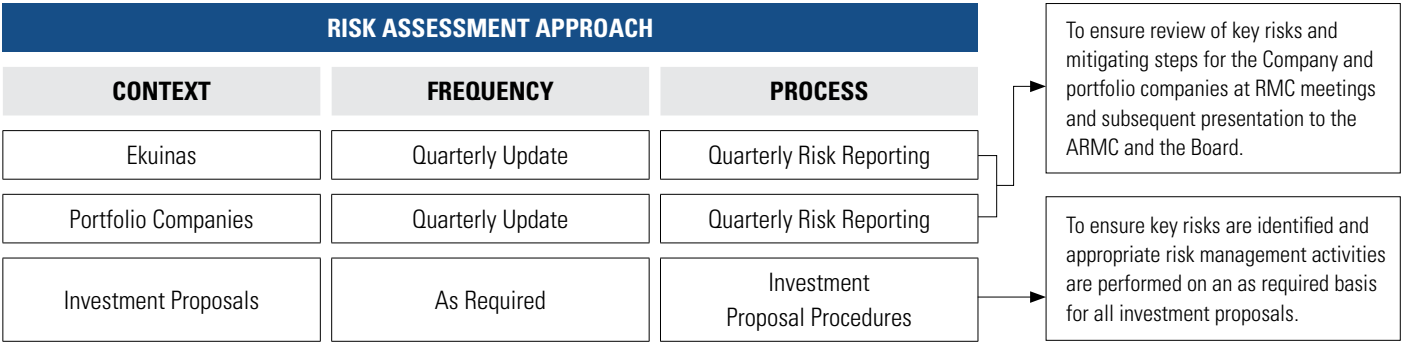 RISK ASSESSMENT APPROACH
CONTEXT
FREQUENCY
PROCESS
Ekuinas
Quarterly Update
Quarterly Risk Reporting
Portfolio Companies
Quarterly Update
Quarterly Risk Reporting
Investment Proposals
As Required
Investment
Proposal Procedures
To ensure review of key risks and
mitigating steps for the Company and
portfolio companies at RMC meetings
and subsequent presentation to the
ARMC and the Board.
To ensure key risks are identified and
appropriate risk management activities
are performed on an as required basis
for all investment proposals.